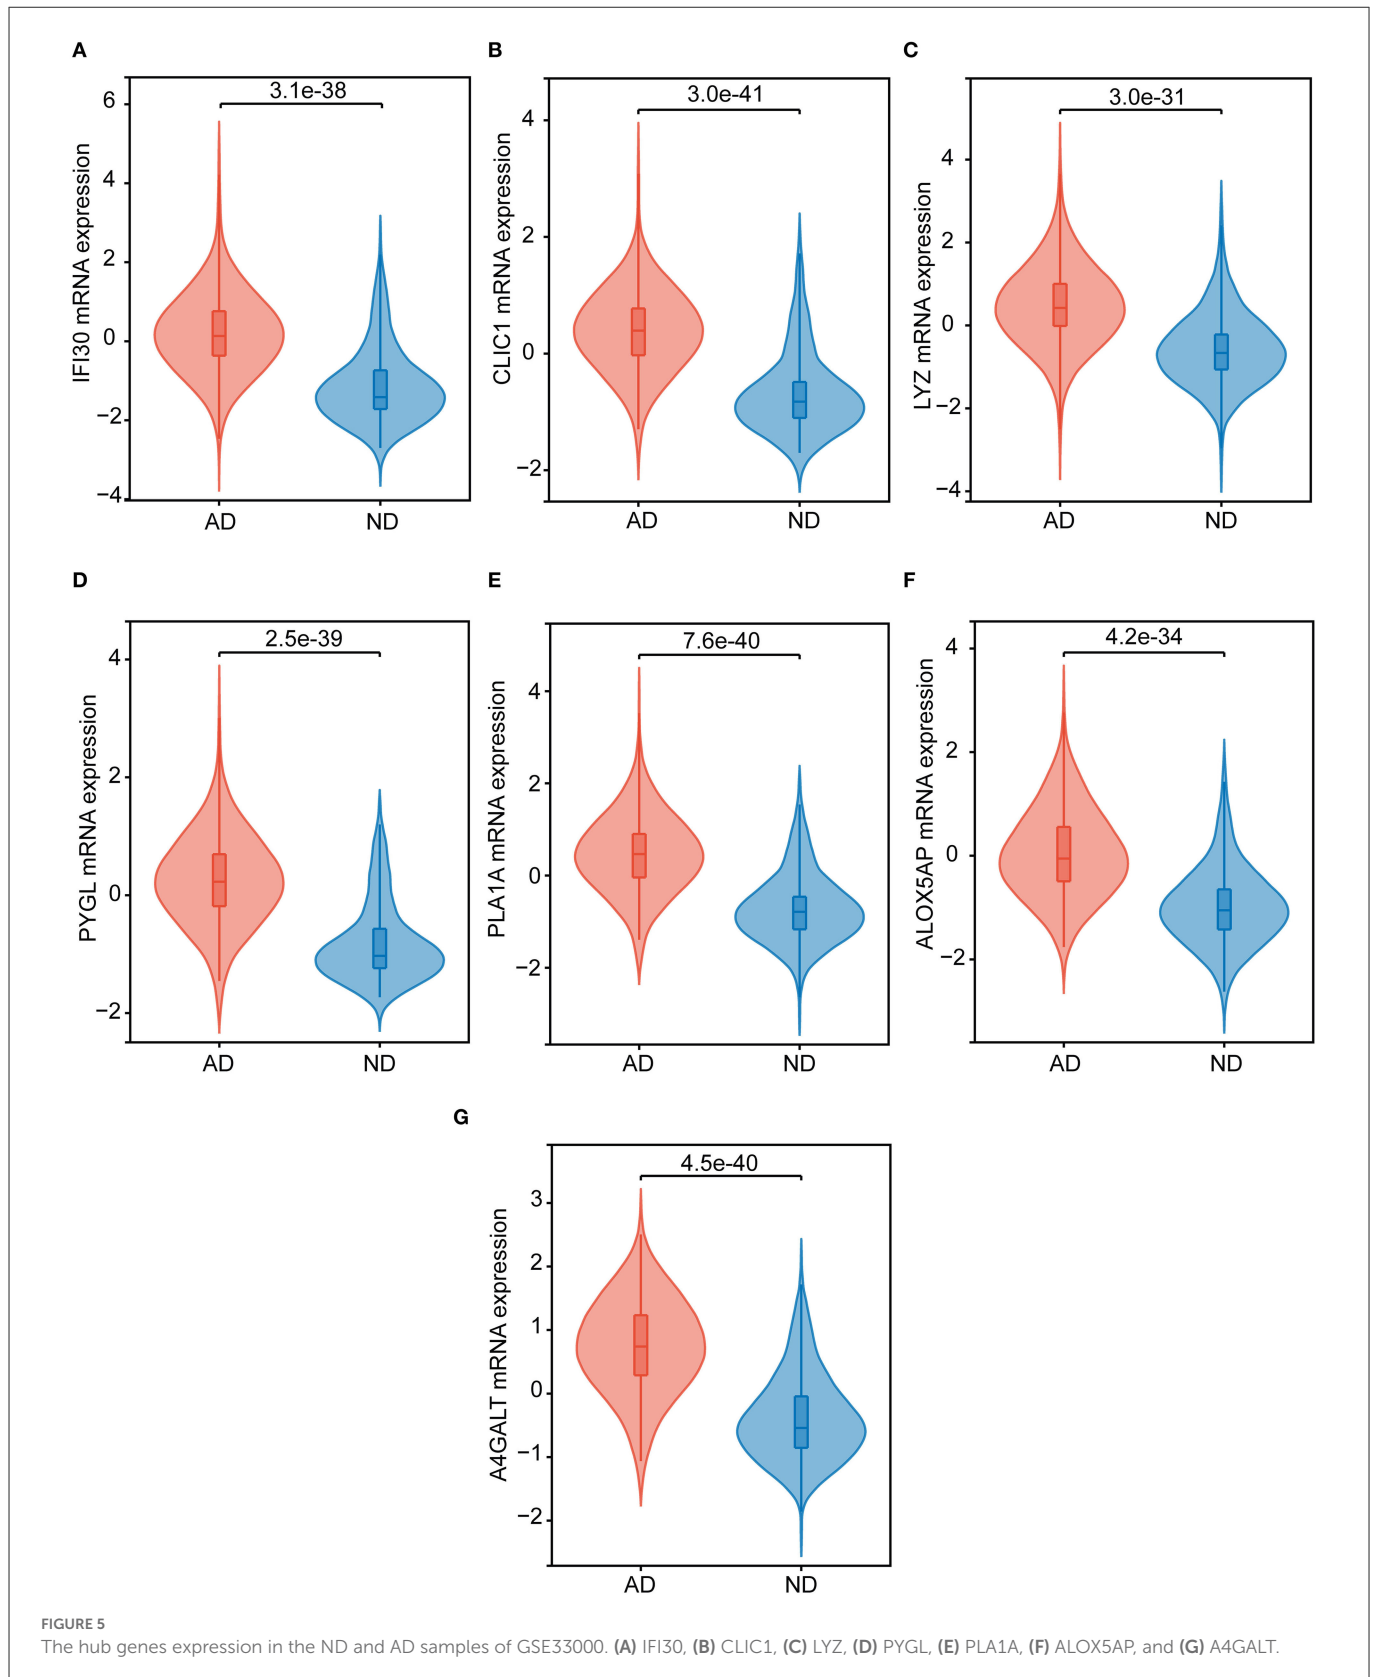 A
3.1e-38
IFI30 mRNA expression
6
4
2
0
−2
−4
AD ND
B
3.0e-41
CLIC1 mRNA expression
4
2
0
−2
AD ND
C
3.0e-31
LYZ mRNA expression
4
2
0
−2
−4
AD ND
D
2.5e-39
PYGL mRNA expression
4
2
0
−2
AD ND
E
7.6e-40
PLA1A mRNA expression
4
2
0
−2
AD ND
F
4.2e-34
ALOX5AP mRNA expression
4
2
0
−2
AD ND
G
4.5e-40
A4GALT mRNA expression
3
2
1
0
−1
−2
AD ND
FIGURE 5
The hub genes expression in the ND and AD samples of GSE33000. (A) IFI30, (B) CLIC1, (C) LYZ, (D) PYGL, (E) PLA1A, (F) ALOX5AP, and (G) A4GALT.